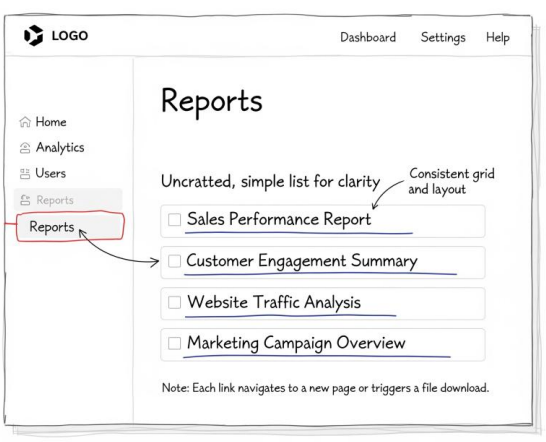 LOGO
Dashboard Settings Help
Home
Analytics
Users
Reports
Reports
Reports
Uncratted, simple list for clarity
Consistent grid
and layout
Sales Performance Report
Customer Engagement Summary
Website Traffic Analysis
Marketing Campaign Overview
Note: Each link navigates to a new page or triggers a file download.